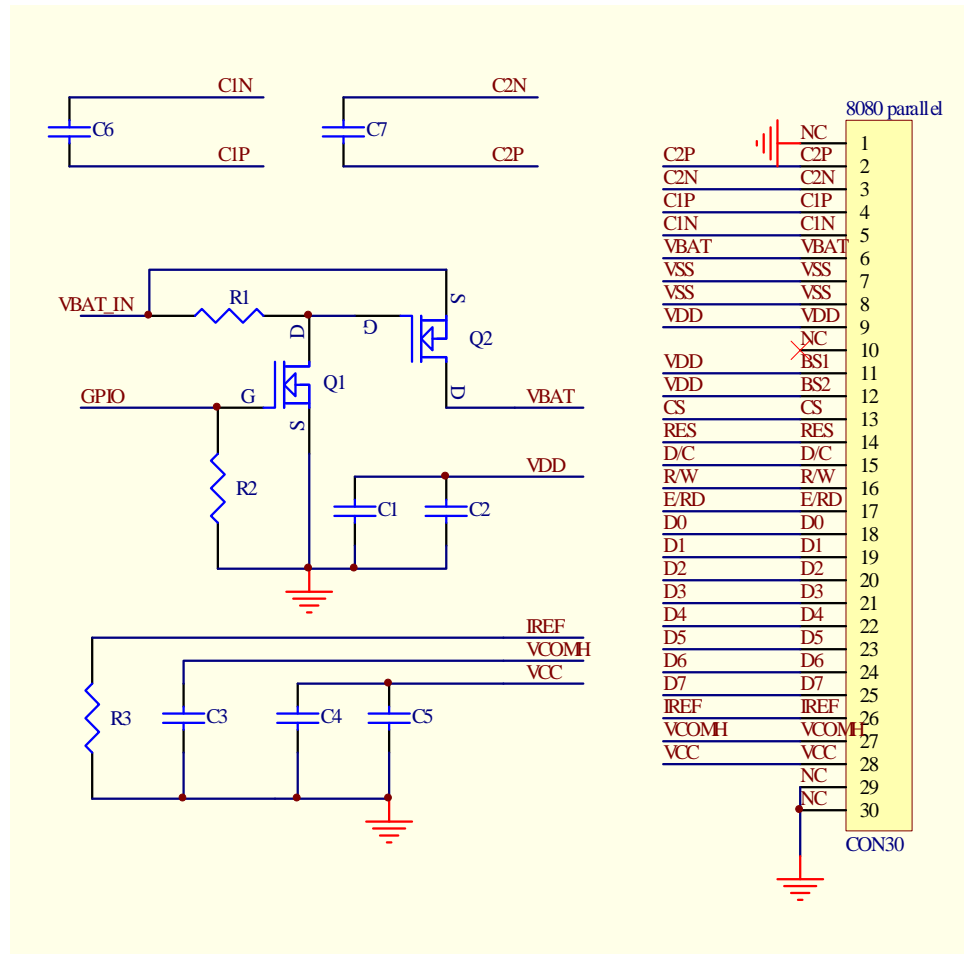 C1N
C6
C1P
C2N
C7
C2P
VBAT_IN
R1
D
G
S
Q2
D
VBAT
GPIO
G
Q1
S
R2
VDD
C1
C2
IREF
VCOMH
VCC
R3
C3
C4
C5
8080 parallel
NC 1
C2P C2P 2
C2N C2N 3
C1P C1P 4
C1N C1N 5
VBAT VBAT 6
VSS VSS 7
VSS VSS 8
VDD VDD 9
NC 10
VDD BS1 11
VDD BS2 12
CS CS 13
RES RES 14
D/C D/C 15
R/W R/W 16
E/RD E/RD 17
D0 D0 18
D1 D1 19
D2 D2 20
D3 D3 21
D4 D4 22
D5 D5 23
D6 D6 24
D7 D7 25
IREF IREF 26
VCOMH VCOMH 27
VCC VCC 28
NC 29
NC 30
CON30